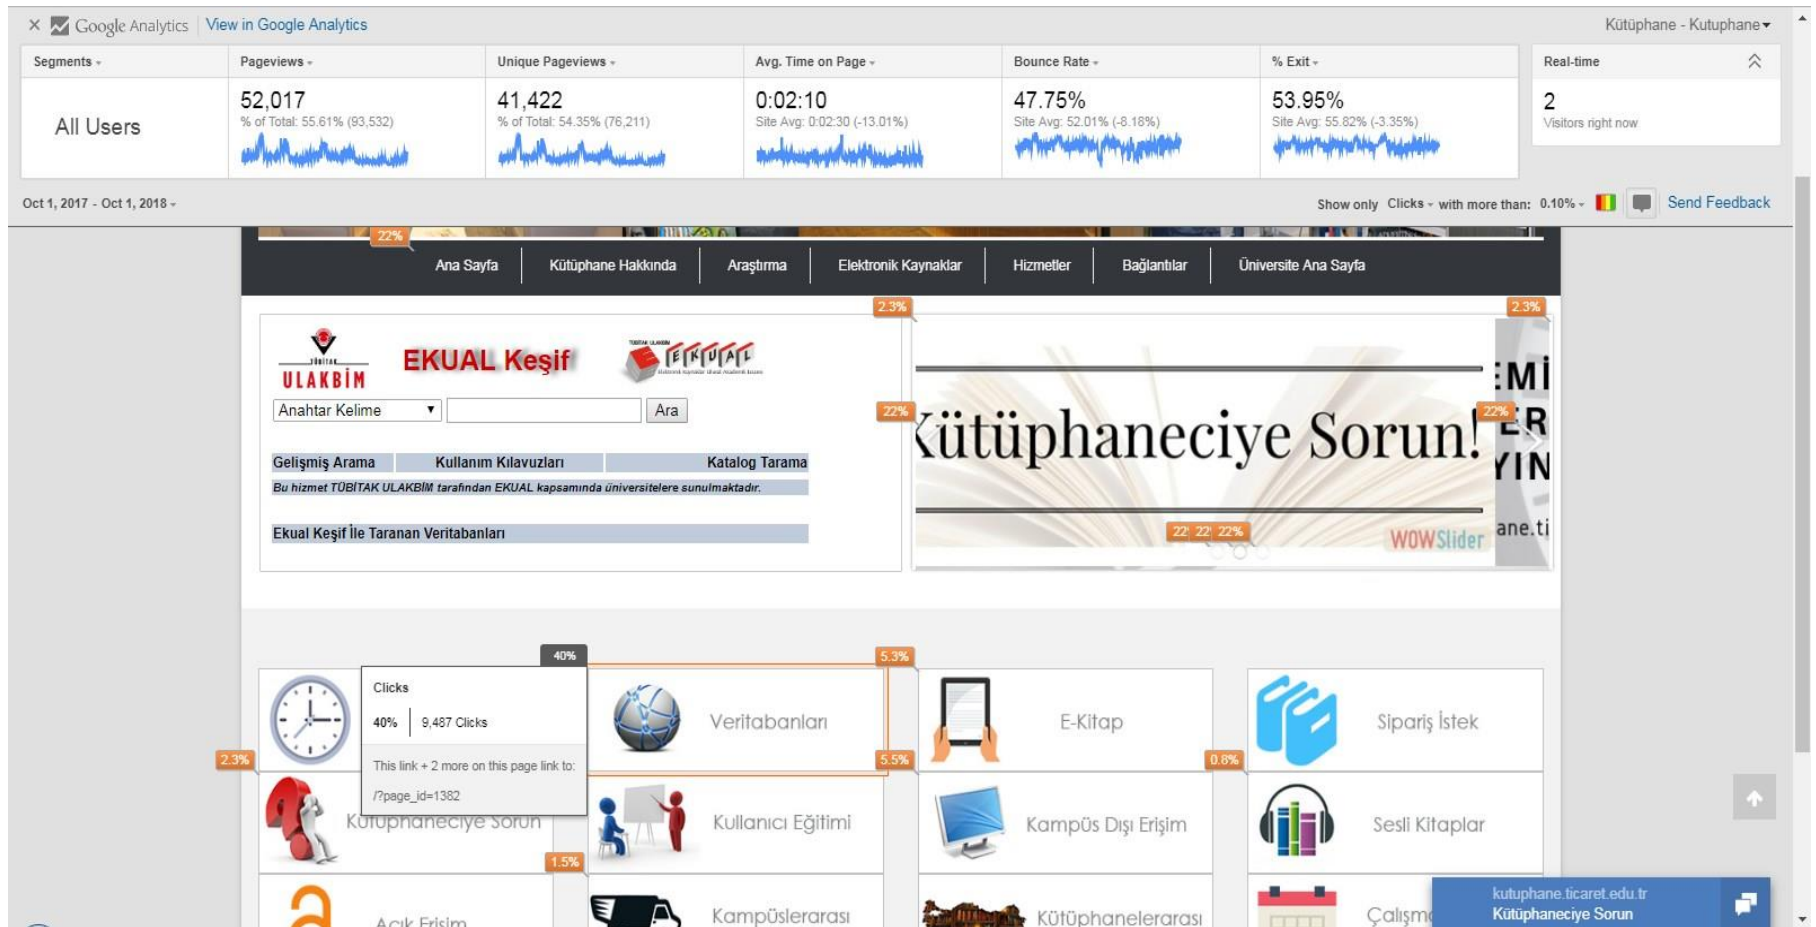 Google Analytics View in Google Analytics Kütüphane - Kutuphane
Segments Pageviews Unique Pageviews Avg. Time on Page Bounce Rate % Exit Real-time
All Users
52,017 41,422 0:02:10 47.75% 53.95% 2
% of Total: 55.61% (93,532) % of Total: 54.35% (76,211) Site Avg: 0:02:30 (-13.01%) Site Avg: 52.01% (-8.18%) Site Avg: 55.82% (-3.35%) Visitors right now
Oct 1, 2017 - Oct 1, 2018 Show only Clicks with more than: 0.10% Send Feedback
22%
Ana Sayfa Kütüphane Hakkında Araştırma Elektronik Kaynaklar Hizmetler Bağlantılar Üniversite Ana Sayfa
2.3% 2.3%
TÜBİTAK
ULAKBİM EKUAL Keşif EKUAL
Anahtar Kelime Ara
22% Kütüphaneciye Sorun! 22%
Gelişmiş Arama Kullanım Kılavuzları Katalog Tarama
Bu hizmet TÜBİTAK ULAKBİM tarafından EKUAL kapsamında üniversitelere sunulmaktadır.
Ekual Keşif İle Taranan Veritabanları
22 22 22%
WOWSlider ane.ti
40% 5.3%
Clicks
40% 9,487 Clicks
This link + 2 more on this page link to:
/?page_id=1382
Veritabanları E-Kitap Sipariş İstek
2.3% 5.5% 0.8%
Kütüphaneciye Sorun Kullanıcı Eğitimi Kampüs Dışı Erişim Sesli Kitaplar
1.5%
Açık Erişim Kampüslerarası Kütüphanelerarası
kutuphane.ticaret.edu.tr
Kütüphaneciye Sorun